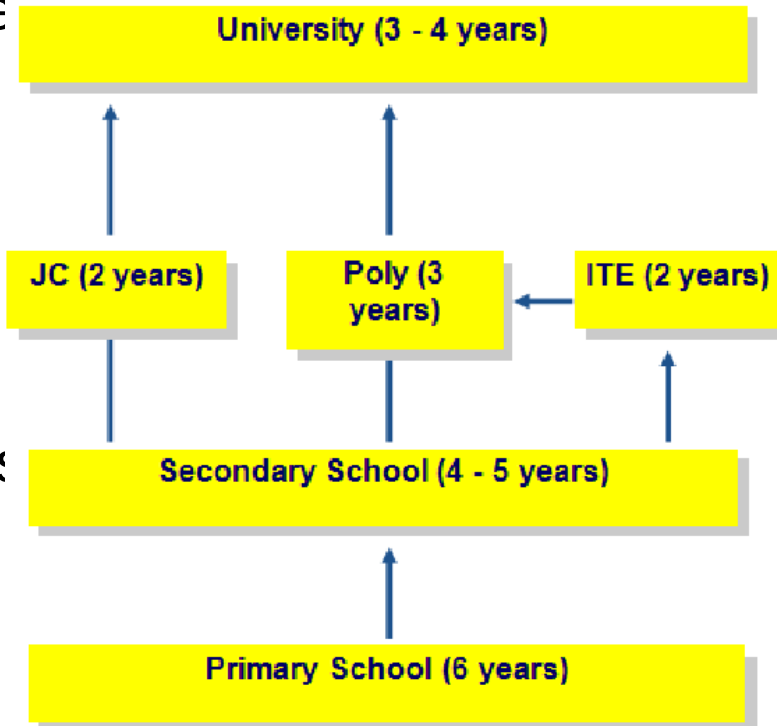 University (3 - 4 years)
JC (2 years)
Poly (3
years)
ITE (2 years)
Secondary School (4 - 5 years)
Primary School (6 years)